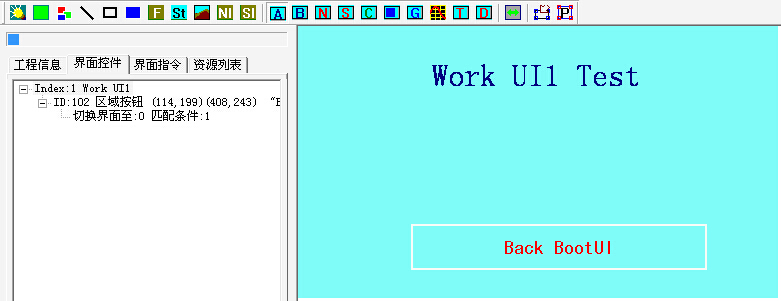 F St NI SI A B N S C G T D P
工程信息 界面控件 界面指令 资源列表
Index:1 Work UI1
ID:102 区域按钮 (114,199)(408,243) "B
切换界面至:0 匹配条件:1
Work UI1 Test
Back BootUI